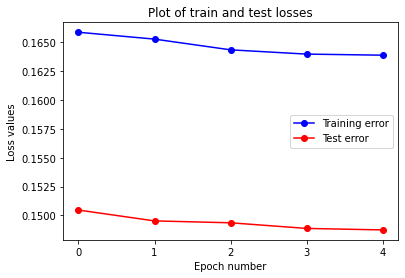 Plot of train and test losses
0.1650
0.1625
0.1600
0.1575
0.1550
0.1525
0.1500
Loss values
Training error
Test error
0 1 2 3 4
Epoch number